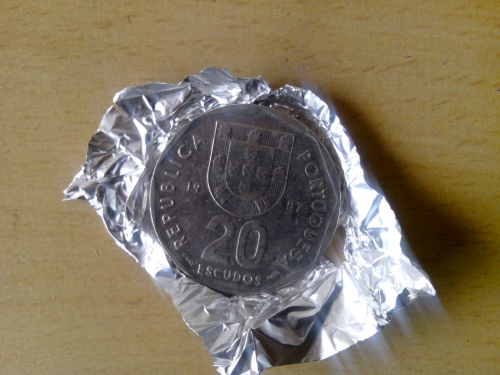 REPUBLICA PORTUGUESA
19 87
20
ESCUDOS